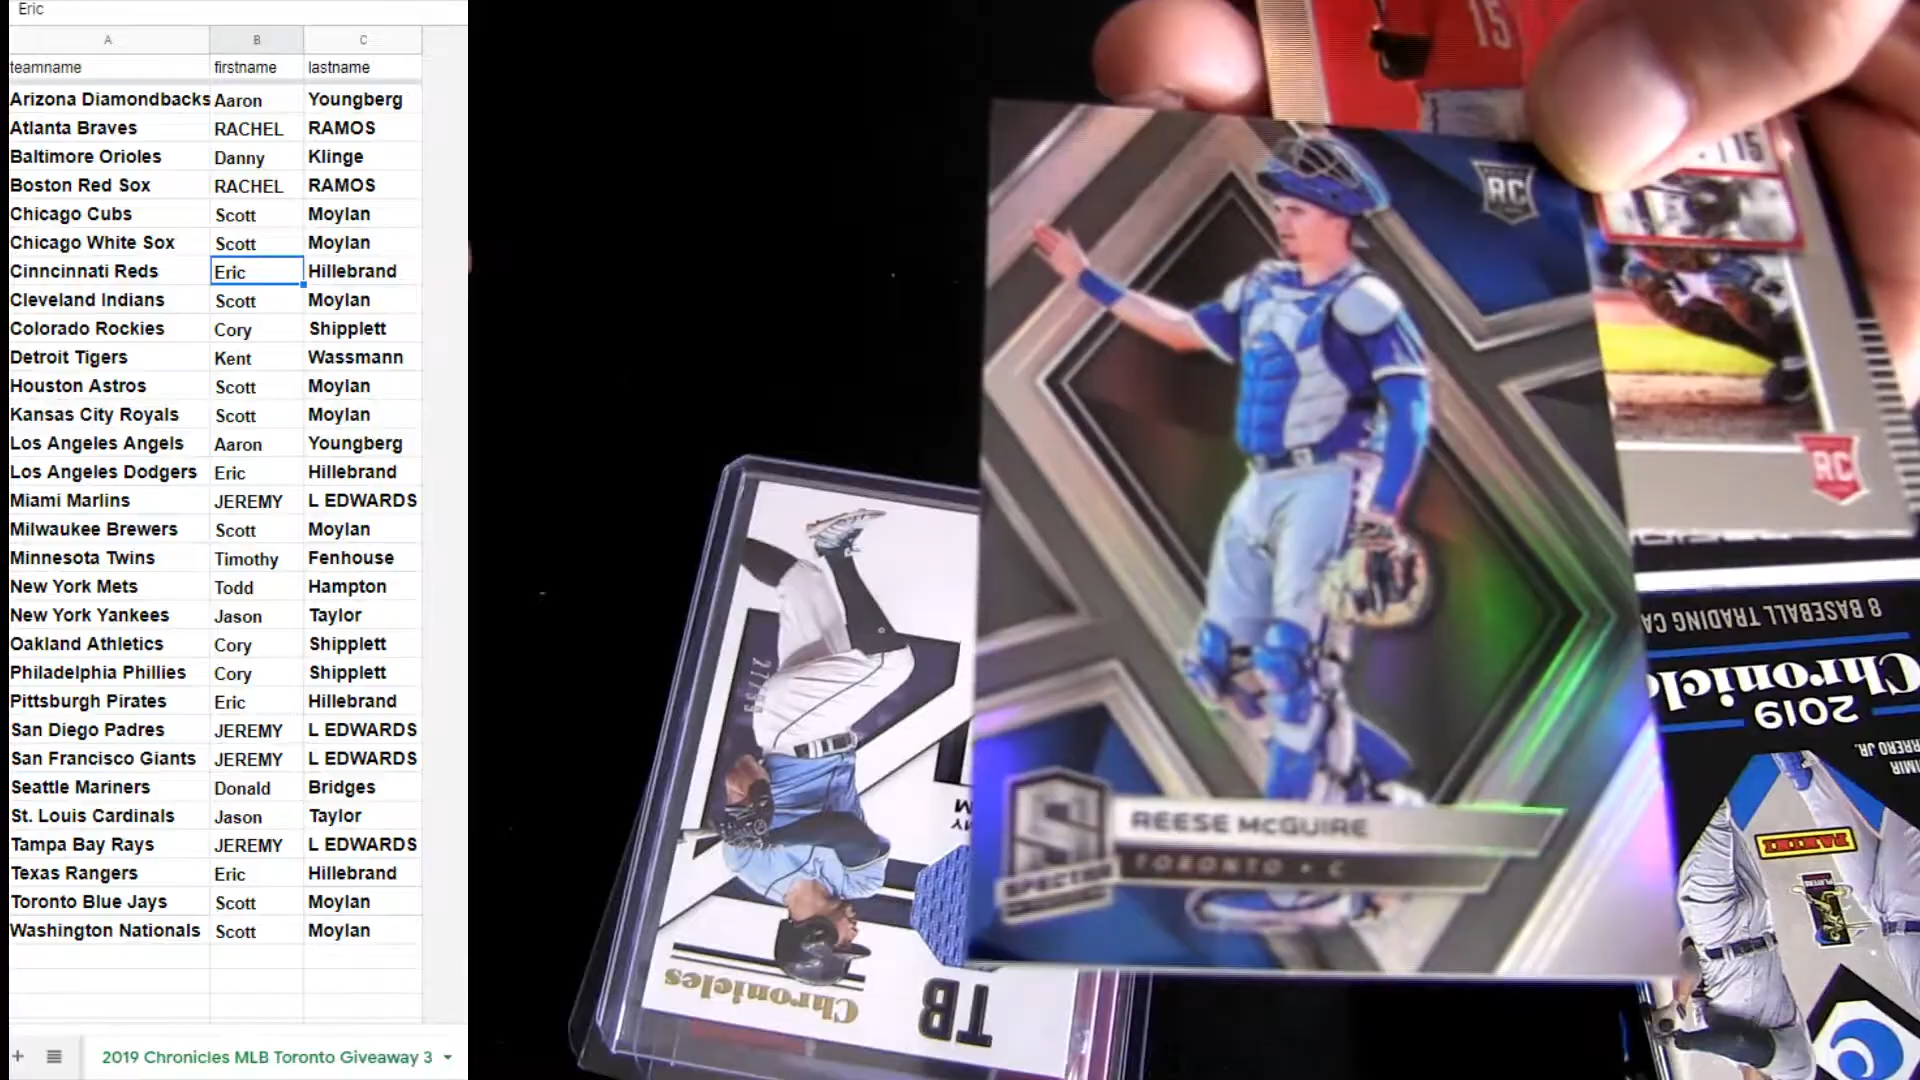 Eric
A B C
teamname firstname lastname
Arizona Diamondbacks Aaron Youngberg
Atlanta Braves RACHEL RAMOS
Baltimore Orioles Danny Klinge
Boston Red Sox RACHEL RAMOS
Chicago Cubs Scott Moylan
Chicago White Sox Scott Moylan
Cinncinnati Reds Eric Hillebrand
Cleveland Indians Scott Moylan
Colorado Rockies Cory Shipplett
Detroit Tigers Kent Wassmann
Houston Astros Scott Moylan
Kansas City Royals Scott Moylan
Los Angeles Angels Aaron Youngberg
Los Angeles Dodgers Eric Hillebrand
Miami Marlins JEREMY L EDWARDS
Milwaukee Brewers Scott Moylan
Minnesota Twins Timothy Fenhouse
New York Mets Todd Hampton
New York Yankees Jason Taylor
Oakland Athletics Cory Shipplett
Philadelphia Phillies Cory Shipplett
Pittsburgh Pirates Eric Hillebrand
San Diego Padres JEREMY L EDWARDS
San Francisco Giants JEREMY L EDWARDS
Seattle Mariners Donald Bridges
St. Louis Cardinals Jason Taylor
Tampa Bay Rays JEREMY L EDWARDS
Texas Rangers Eric Hillebrand
Toronto Blue Jays Scott Moylan
Washington Nationals Scott Moylan
2019 Chronicles MLB Toronto Giveaway 3
15
RC
REESE McGUIRE
TORONTO • C
S
SPECTRA
15
RC
TB
Chronicles
8 BASEBALL TRADING CA
2019
PANINI